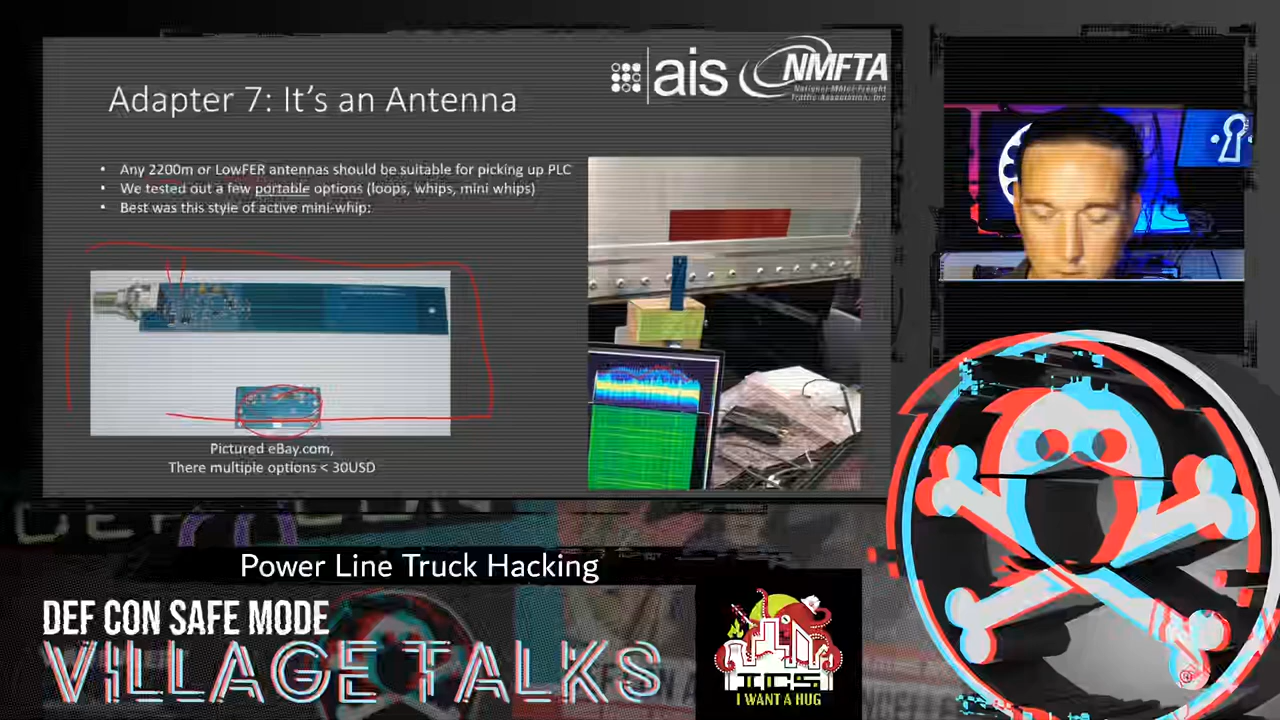 ais
NMFTA
National Motor Freight
Traffic Association, Inc
Adapter 7: It's an Antenna
• Any 2200m or LowFER antennas should be suitable for picking up PLC
• We tested out a few portable options (loops, whips, mini whips)
• Best was this style of active mini-whip:
Pictured eBay.com,
There multiple options < 30USD
DEF CON
Power Line Truck Hacking
DEF CON SAFE MODE
VILLAGE TALKS
ICS
I WANT A HUG